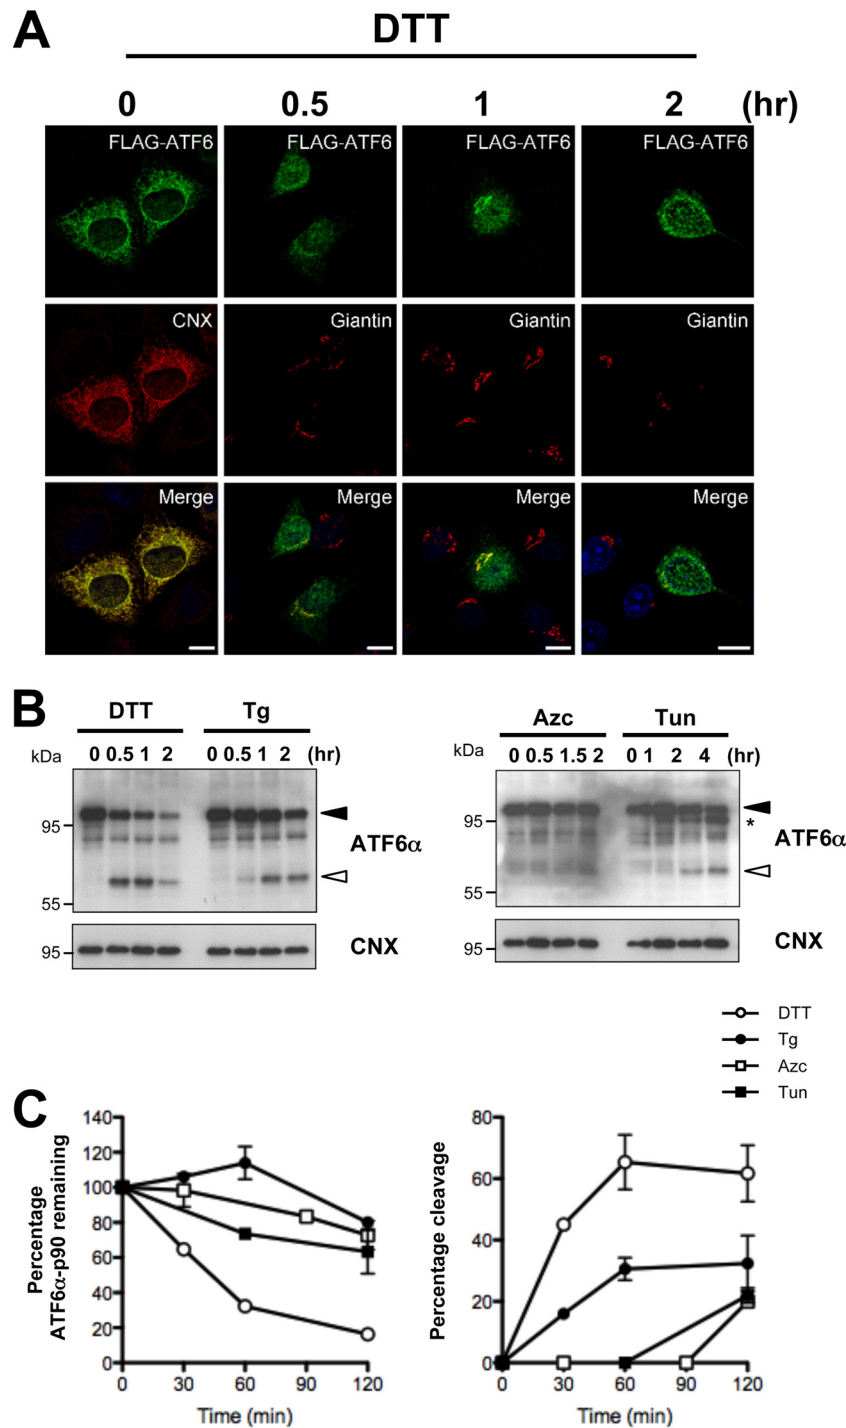 A
DTT
0 0.5 1 2 (hr)
FLAG-ATF6 FLAG-ATF6 FLAG-ATF6 FLAG-ATF6
CNX Giantin Giantin Giantin
Merge Merge Merge Merge
B
DTT Tg
kDa 0 0.5 1 2 0 0.5 1 2 (hr)
95
ATF6α
55
95 CNX
Azc Tun
kDa 0 0.5 1.5 2 0 1 2 4 (hr)
95 *
ATF6α
55
95 CNX
DTT
Tg
Azc
Tun
C
Percentage
ATF6α-p90 remaining
140
120
100
80
60
40
20
0
0 30 60 90 120
Time (min)
Percentage cleavage
80
60
40
20
0
0 30 60 90 120
Time (min)